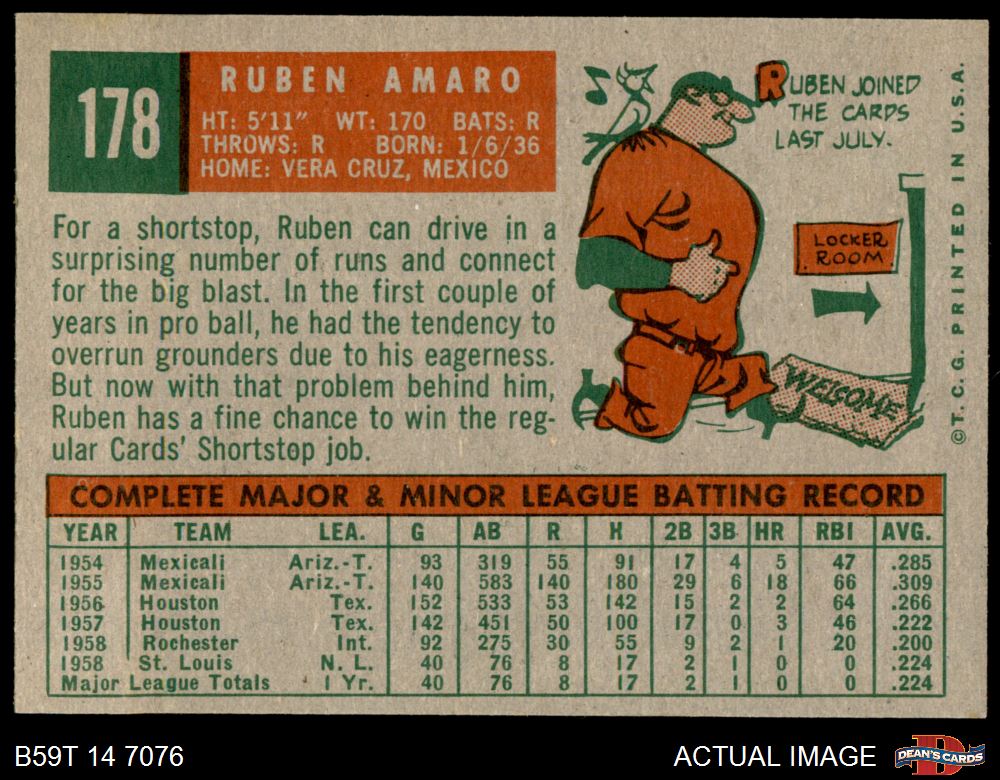 178
RUBEN AMARO
HT: 5'11" WT: 170 BATS: R
THROWS: R BORN: 1/6/36
HOME: VERA CRUZ, MEXICO
RUBEN JOINED
THE CARDS
LAST JULY.
LOCKER
ROOM
WELCOME
©T. C. G. PRINTED IN U.S.A.
For a shortstop, Ruben can drive in a
surprising number of runs and connect
for the big blast. In the first couple of
years in pro ball, he had the tendency to
overrun grounders due to his eagerness.
But now with that problem behind him,
Ruben has a fine chance to win the reg-
ular Cards' Shortstop job.
COMPLETE MAJOR & MINOR LEAGUE BATTING RECORD
YEAR TEAM LEA. G AB R H 2B 3B HR RBI AVG.
1954 Mexicali Ariz.-T. 93 319 55 91 17 4 5 47 .285
1955 Mexicali Ariz.-T. 140 583 140 180 29 6 18 66 .309
1956 Houston Tex. 152 533 53 142 15 2 2 64 .266
1957 Houston Tex. 142 451 50 100 17 0 3 46 .222
1958 Rochester Int. 92 275 30 55 9 2 1 20 .200
1958 St. Louis N. L. 40 76 8 17 2 1 0 0 .224
Major League Totals 1 Yr. 40 76 8 17 2 1 0 0 .224
B59T 14 7076
ACTUAL IMAGE
DEAN'S CARDS